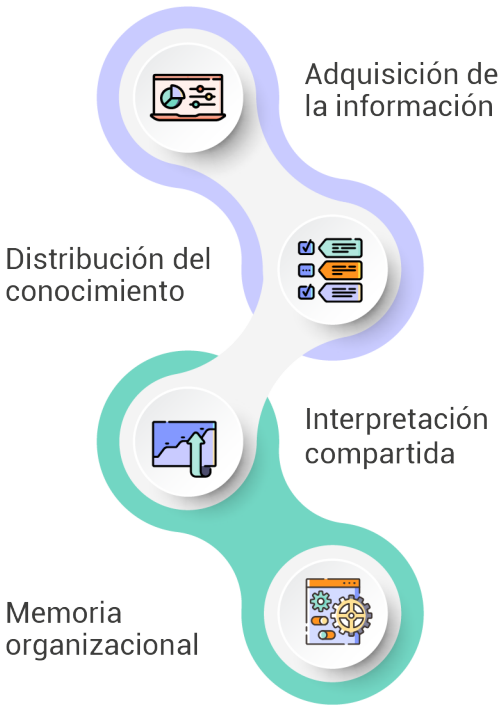 Adquisición de
la información
Distribución del
conocimiento
Interpretación
compartida
Memoria
organizacional